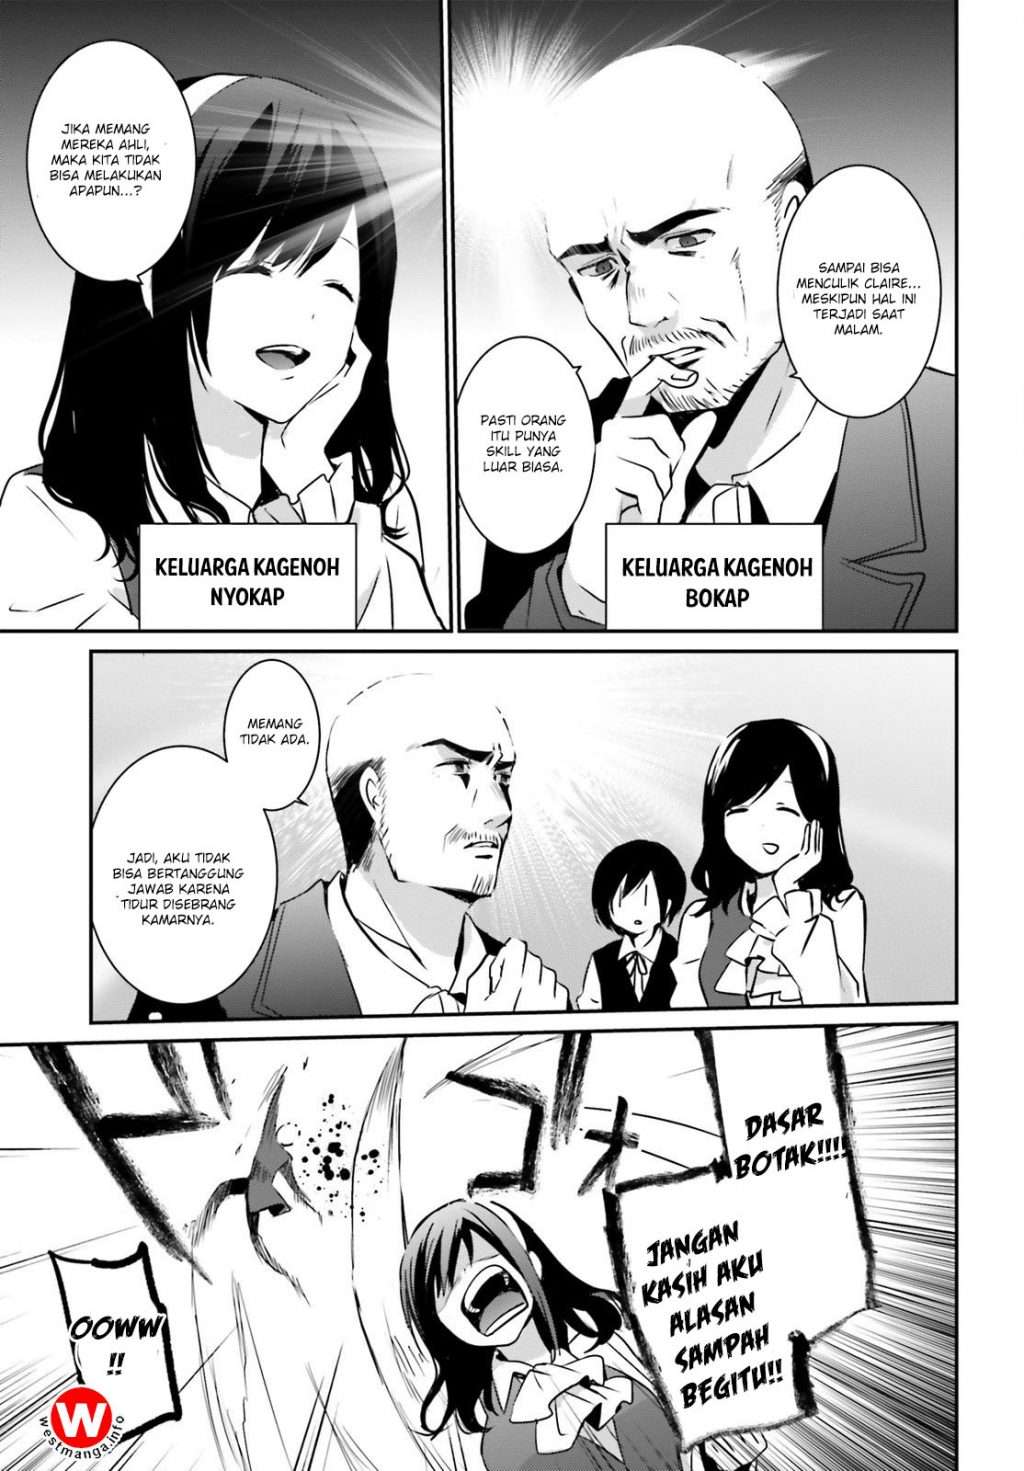 SAMPAI BISA
MENCULIK CLAIRE...
MESKIPUN HAL INI
TERJADI SAAT
MALAM.
PASTI ORANG
ITU PUNYA
SKILL YANG
LUAR BIASA.
KELUARGA KAGENOH
BOKAP
JIKA MEMANG
MEREKA AHLI,
MAKA KITA TIDAK
BISA MELAKUKAN
APAPUN...?
KELUARGA KAGENOH
NYOKAP
MEMANG
TIDAK ADA.
JADI, AKU TIDAK
BISA BERTANGGUNG
JAWAB KARENA
TIDUR DISEBRANG
KAMARNYA.
DASAR
BOTAK!!!!
JANGAN
KASIH AKU
ALASAN
SAMPAH
BEGITU!!
OOWW
!!
W
westmanga.info